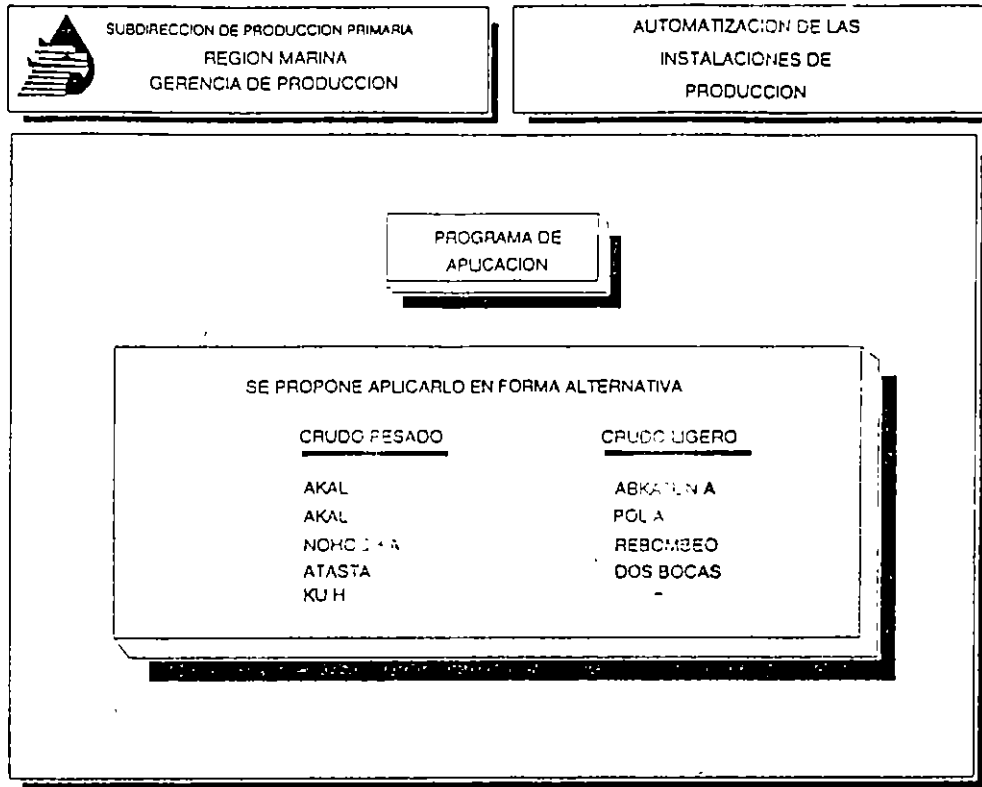 SUBDIRECCION DE PRODUCCION PRIMARIA
REGION MARINA
GERENCIA DE PRODUCCION
AUTOMATIZACION DE LAS
INSTALACIONES DE
PRODUCCION
PROGRAMA DE
APLICACION
SE PROPONE APLICARLO EN FORMA ALTERNATIVA
CRUDO PESADO
CRUDO LIGERO
AKAL
ABKATUN A
AKAL
POL A
REBOMBEO
ATASTA
DOS BOCAS
KU H
-